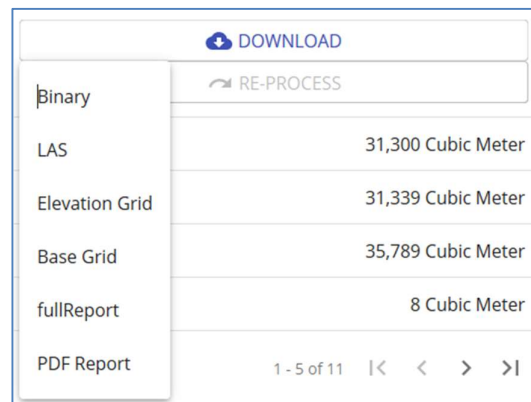 DOWNLOAD
RE-PROCESS
Binary
LAS
Elevation Grid
Base Grid
fullReport
PDF Report
31,300 Cubic Meter
31,339 Cubic Meter
35,789 Cubic Meter
8 Cubic Meter
1 - 5 of 11